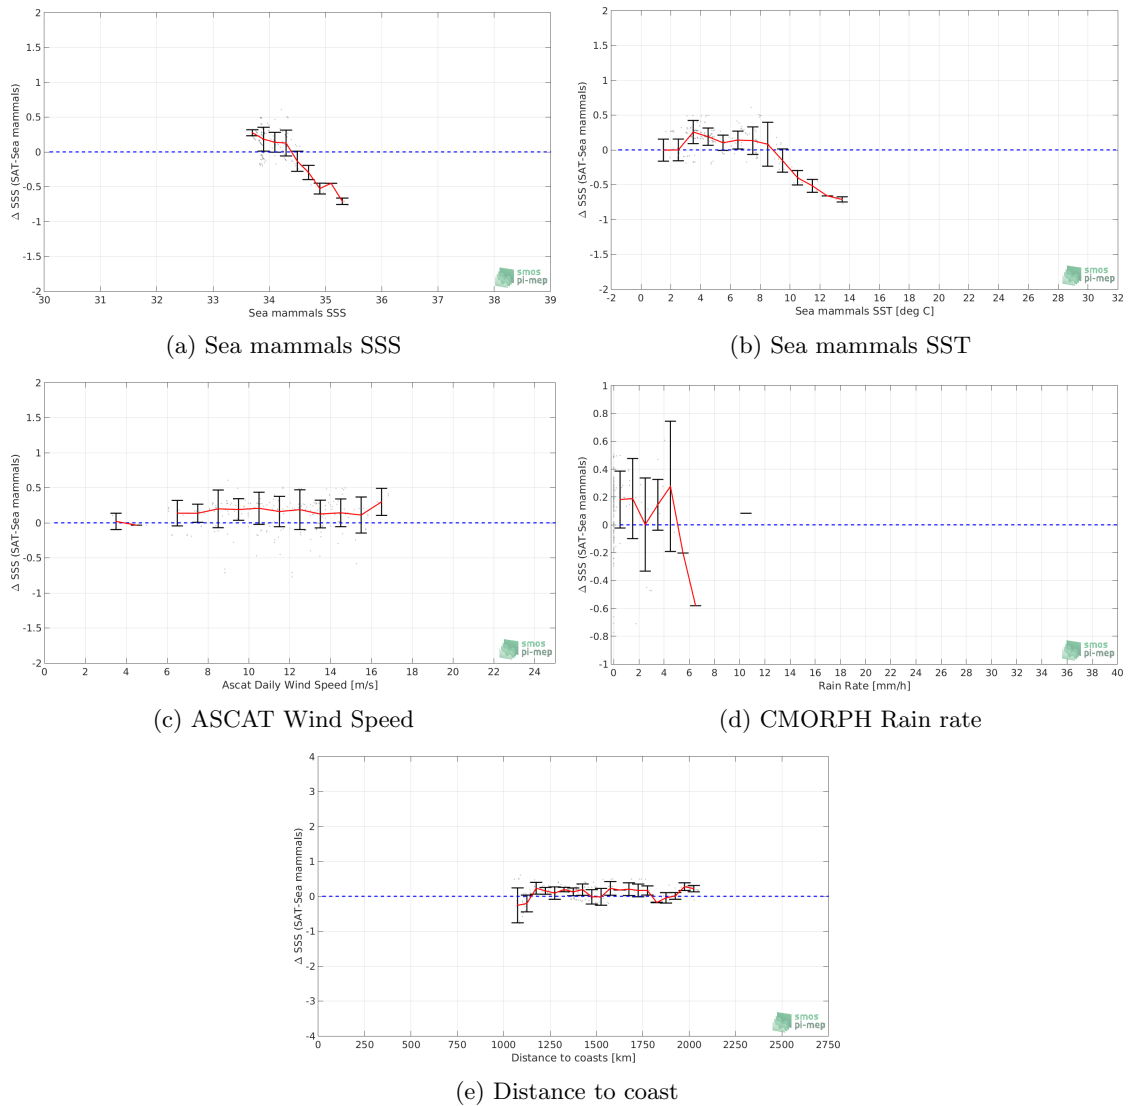 2
1.5
1
0.5
0
-0.5
-1
-1.5
-2
Δ SSS (SAT-Sea mammals)
30 31 32 33 34 35 36 37 38 39
Sea mammals SSS
smos
pi-mep
(a) Sea mammals SSS
2
1.5
1
0.5
0
-0.5
-1
-1.5
-2
Δ SSS (SAT-Sea mammals)
-2 0 2 4 6 8 10 12 14 16 18 20 22 24 26 28 30 32
Sea mammals SST [deg C]
smos
pi-mep
(b) Sea mammals SST
2
1.5
1
0.5
0
-0.5
-1
-1.5
-2
Δ SSS (SAT-Sea mammals)
0 2 4 6 8 10 12 14 16 18 20 22 24
Ascat Daily Wind Speed [m/s]
smos
pi-mep
(c) ASCAT Wind Speed
1
0.8
0.6
0.4
0.2
0
-0.2
-0.4
-0.6
-0.8
-1
Δ SSS (SAT-Sea mammals)
0 2 4 6 8 10 12 14 16 18 20 22 24 26 28 30 32 34 36 38 40
Rain Rate [mm/h]
smos
pi-mep
(d) CMORPH Rain rate
4
3
2
1
0
-1
-2
-3
-4
Δ SSS (SAT-Sea mammals)
0 250 500 750 1000 1250 1500 1750 2000 2250 2500 2750
Distance to coasts [km]
smos
pi-mep
(e) Distance to coast